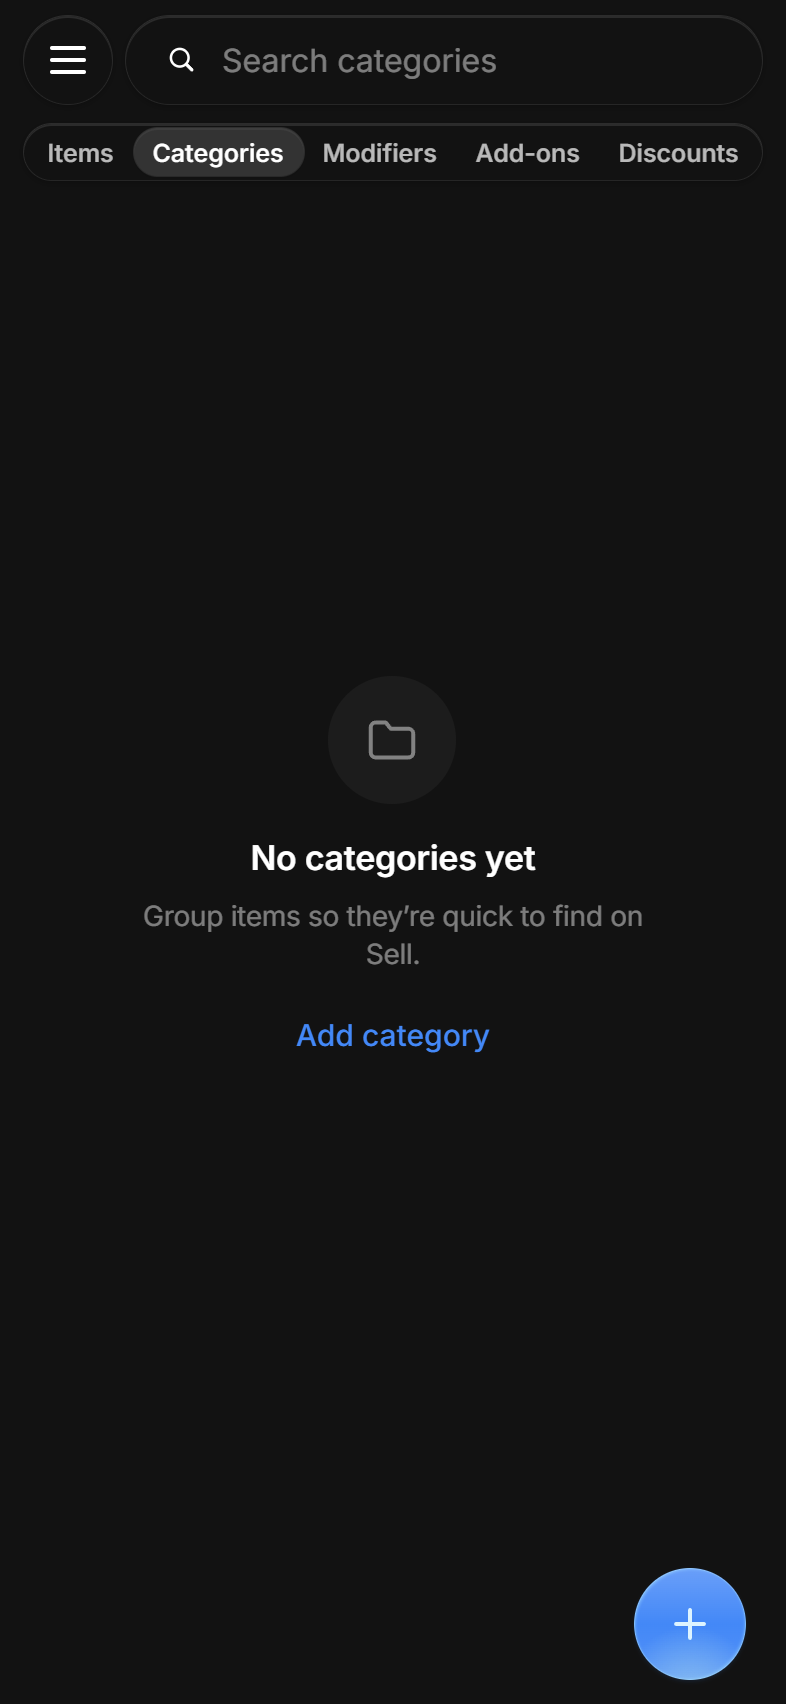 Search categories
Items Categories Modifiers Add-ons Discounts
No categories yet
Group items so they’re quick to find on
Sell.
Add category